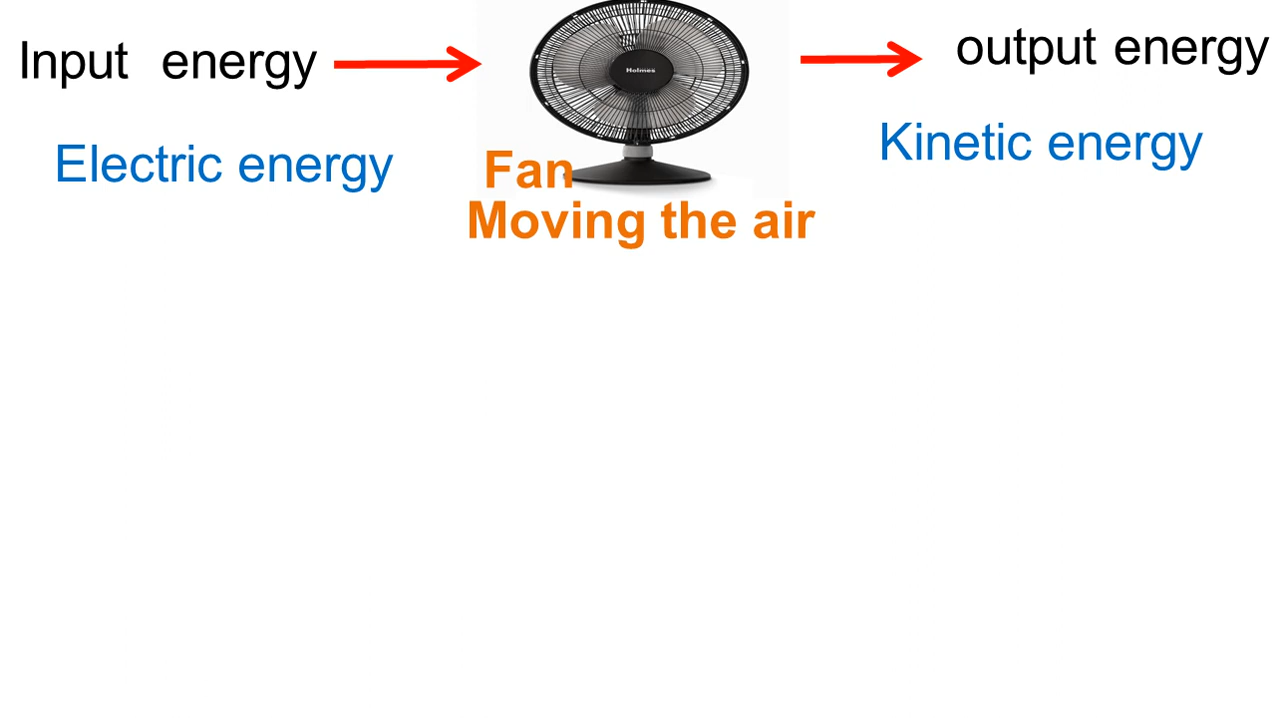 Input energy
output energy
Holmes
Electric energy
Kinetic energy
Fan
Moving the air